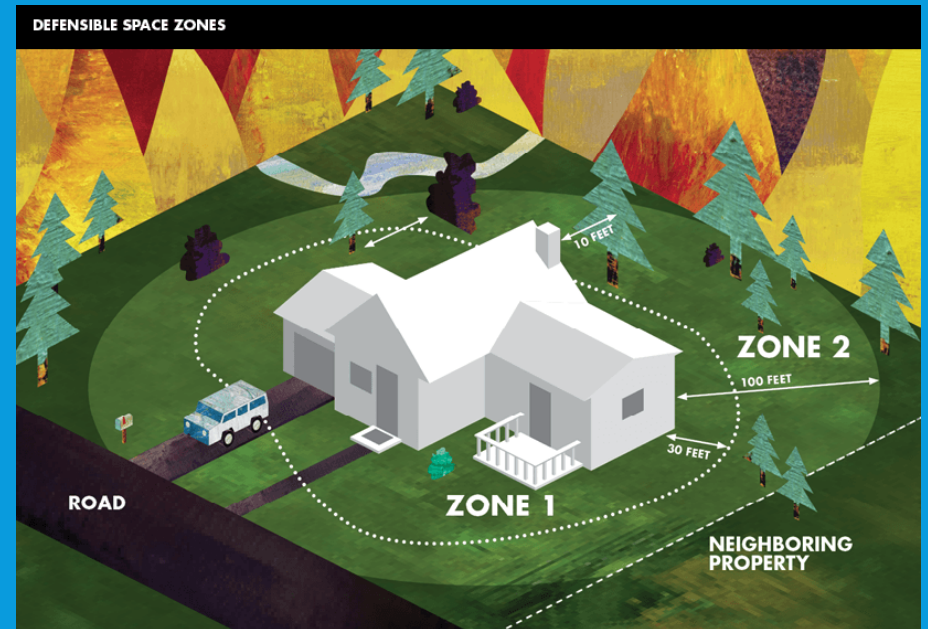 DEFENSIBLE SPACE ZONES
10 FEET
ZONE 2
100 FEET
30 FEET
ROAD
ZONE 1
NEIGHBORING
PROPERTY